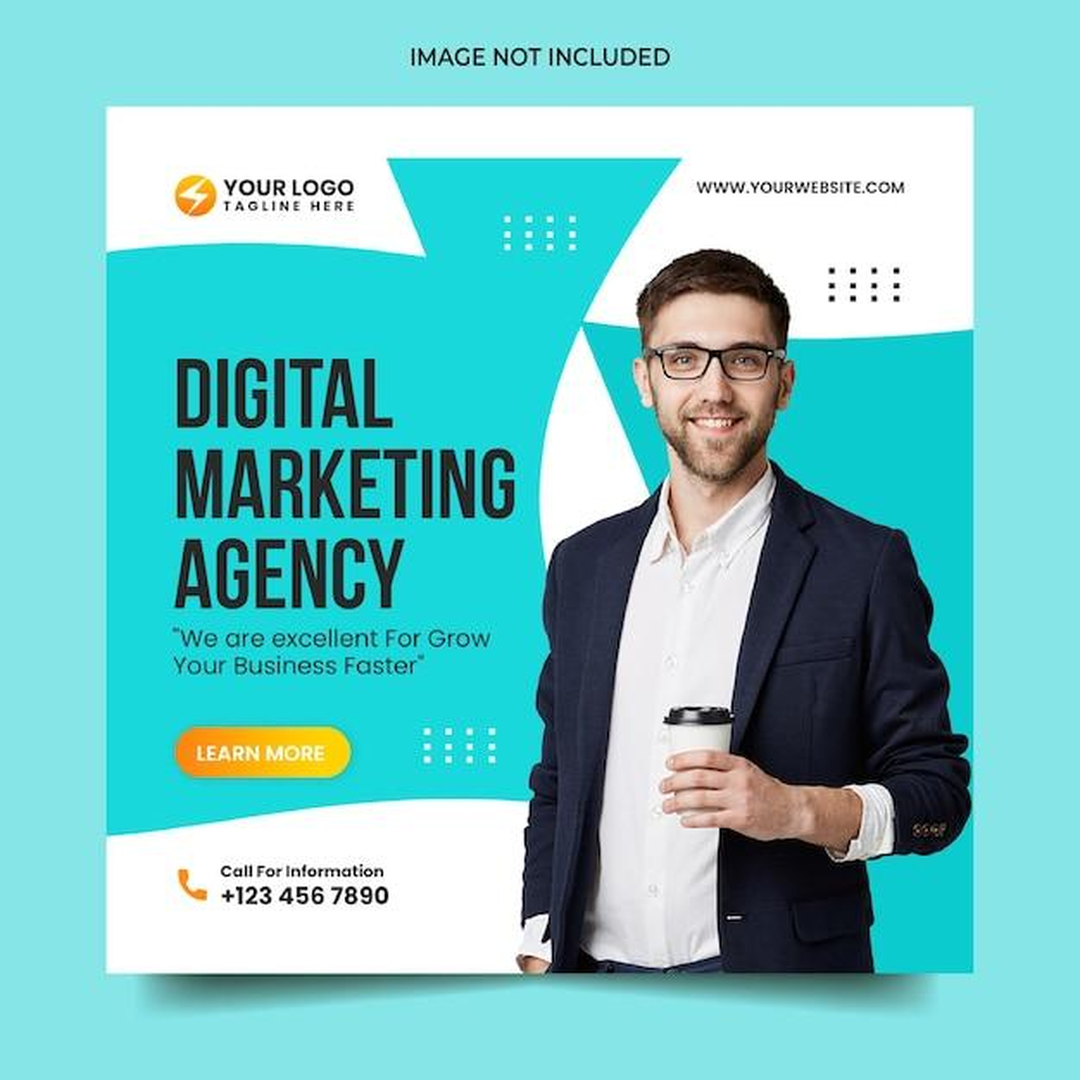 IMAGE NOT INCLUDED
YOUR LOGO
TAGLINE HERE
WWW.YOURWEBSITE.COM
DIGITAL
MARKETING
AGENCY
"We are excellent For Grow
Your Business Faster"
LEARN MORE
Call For Information
+123 456 7890